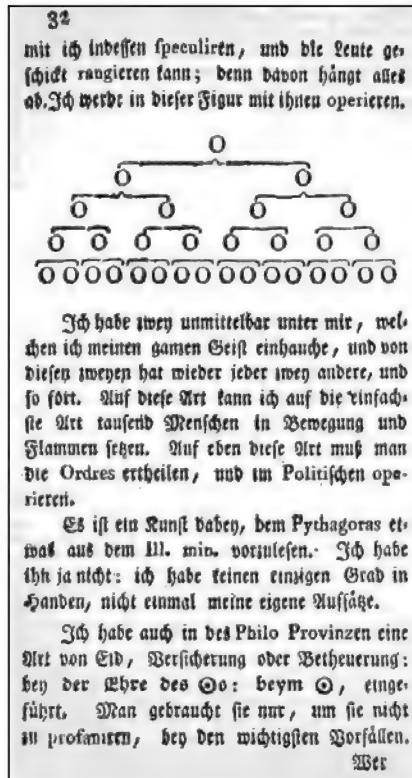 32
mit ich indessen speculiren, und die Leute ge-
schickt rangieren kann; denn davon hängt alles
ab. Ich werde in dieser Figur mit ihnen operieren.
O
O O
O O O O
O O O O O O O O
O O O O O O O O O O O O O O O O
Ich habe zwey unmittelbar unter mir, wel-
chen ich meinen ganzen Geist einhauche, und von
diesen zweyen hat wieder jeder zwey andere, und
so fort. Auf diese Art kann ich auf die einfach-
ste Art tausend Menschen in Bewegung und
Flammen setzen. Auf eben diese Art muß man
die Ordres ertheilen, und im Politischen ope-
rieren.
Es ist ein Kunst dabey, dem Pythagoras et-
was aus dem Ill. min. vorzulesen. Ich habe
ihn ja nicht: ich habe keinen einzigen Grad in
Handen, nicht einmal meine eigene Aufsätze.
Ich habe auch in des Philo Provinzen eine
Art von Eid, Versicherung oder Betheuerung:
bey der Ehre des ⊙s: beym ⊙, einge-
führt. Man gebraucht sie nur, um sie nicht
zu profaniren, bey den wichtigsten Vorfällen.
Wer